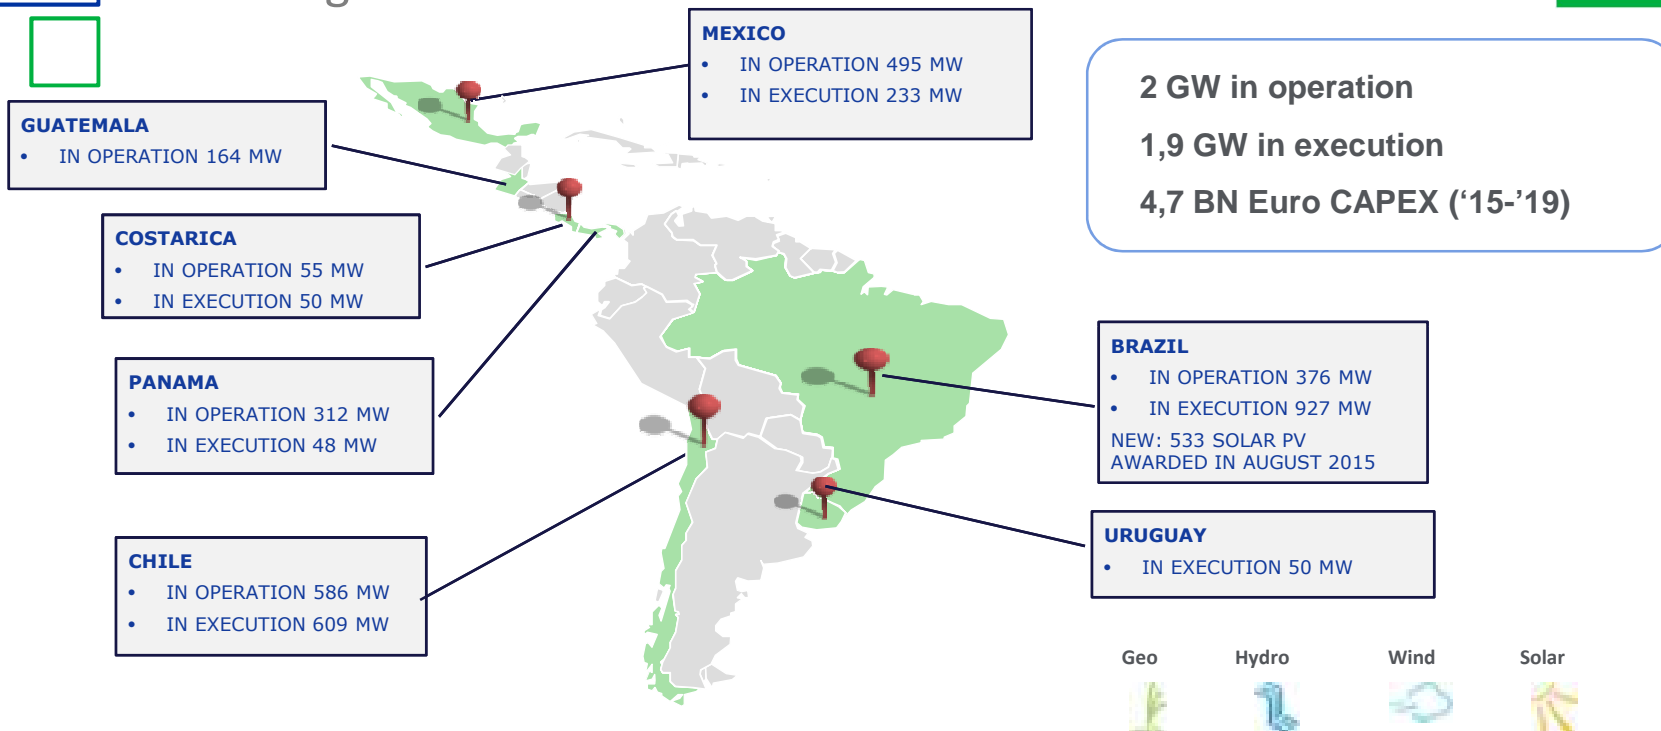 MEXICO
• IN OPERATION 495 MW
• IN EXECUTION 233 MW
2 GW in operation
1,9 GW in execution
4,7 BN Euro CAPEX (‘15-’19)
GUATEMALA
• IN OPERATION 164 MW
COSTARICA
• IN OPERATION 55 MW
• IN EXECUTION 50 MW
PANAMA
• IN OPERATION 312 MW
• IN EXECUTION 48 MW
BRAZIL
• IN OPERATION 376 MW
• IN EXECUTION 927 MW
NEW: 533 SOLAR PV
AWARDED IN AUGUST 2015
CHILE
• IN OPERATION 586 MW
• IN EXECUTION 609 MW
URUGUAY
• IN EXECUTION 50 MW
Geo Hydro Wind Solar